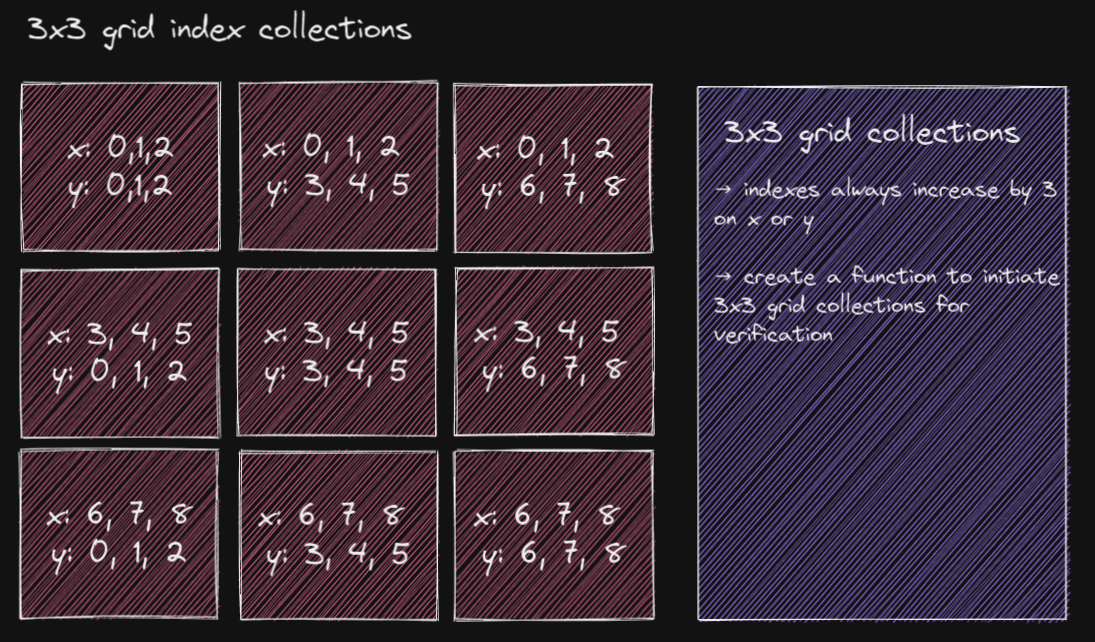 3x3 grid index collections
x: 0,1,2
y: 0,1,2
x: 0, 1, 2
y: 3, 4, 5
x: 0, 1, 2
y: 6, 7, 8
x: 3, 4, 5
y: 0, 1, 2
x: 3, 4, 5
y: 3, 4, 5
x: 3, 4, 5
y: 6, 7, 8
x: 6, 7, 8
y: 0, 1, 2
x: 6, 7, 8
y: 3, 4, 5
x: 6, 7, 8
y: 6, 7, 8
3x3 grid collections
→ indexes always increase by 3
on x or y
→ create a function to initiate
3x3 grid collections for
verification